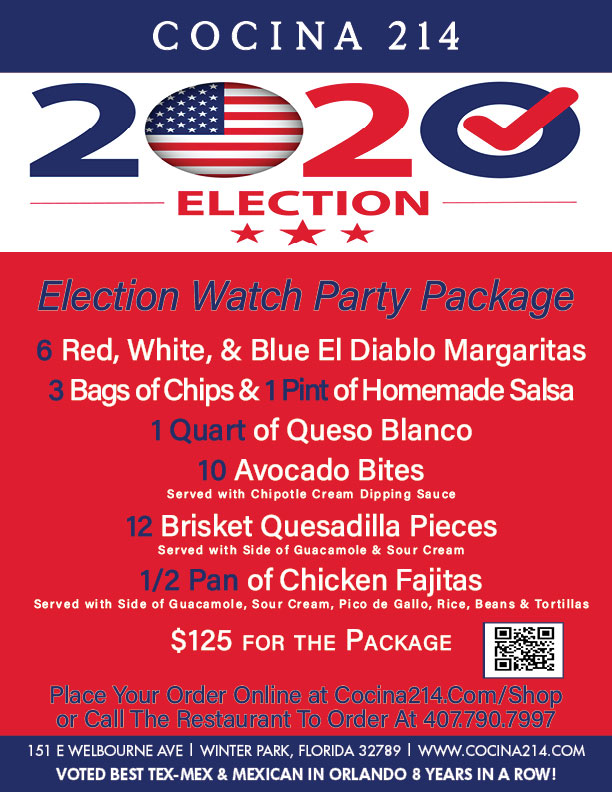 COCINA 214
2020
ELECTION
Election Watch Party Package
6 Red, White, & Blue El Diablo Margaritas
3 Bags of Chips & 1 Pint of Homemade Salsa
1 Quart of Queso Blanco
10 Avocado Bites
Served with Chipotle Cream Dipping Sauce
12 Brisket Quesadilla Pieces
Served with Side of Guacamole & Sour Cream
1/2 Pan of Chicken Fajitas
Served with Side of Guacamole, Sour Cream, Pico de Gallo, Rice, Beans & Tortillas
$125 FOR THE PACKAGE
Place Your Order Online at Cocina214.Com/Shop
or Call The Restaurant To Order At 407.790.7997
151 E WELBOURNE AVE | WINTER PARK, FLORIDA 32789 | WWW.COCINA214.COM
VOTED BEST TEX-MEX & MEXICAN IN ORLANDO 8 YEARS IN A ROW!